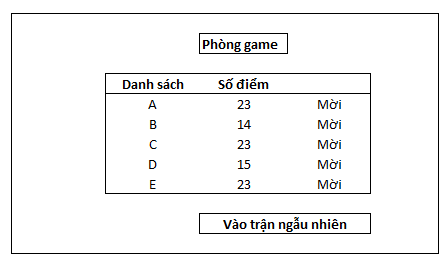 Phòng game
Danh sách Số điểm
A 23 Mời
B 14 Mời
C 23 Mời
D 15 Mời
E 23 Mời
Vào trận ngẫu nhiên